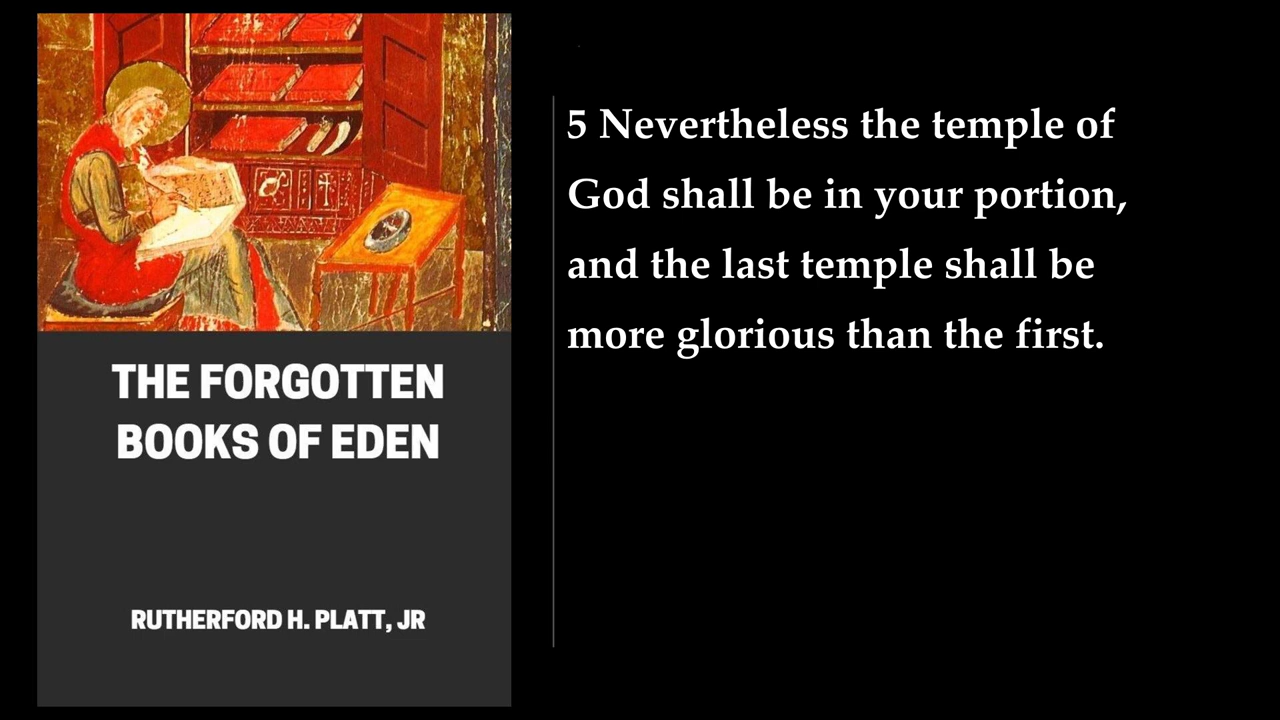 THE FORGOTTEN
BOOKS OF EDEN
RUTHERFORD H. PLATT, JR
5 Nevertheless the temple of
God shall be in your portion,
and the last temple shall be
more glorious than the first.